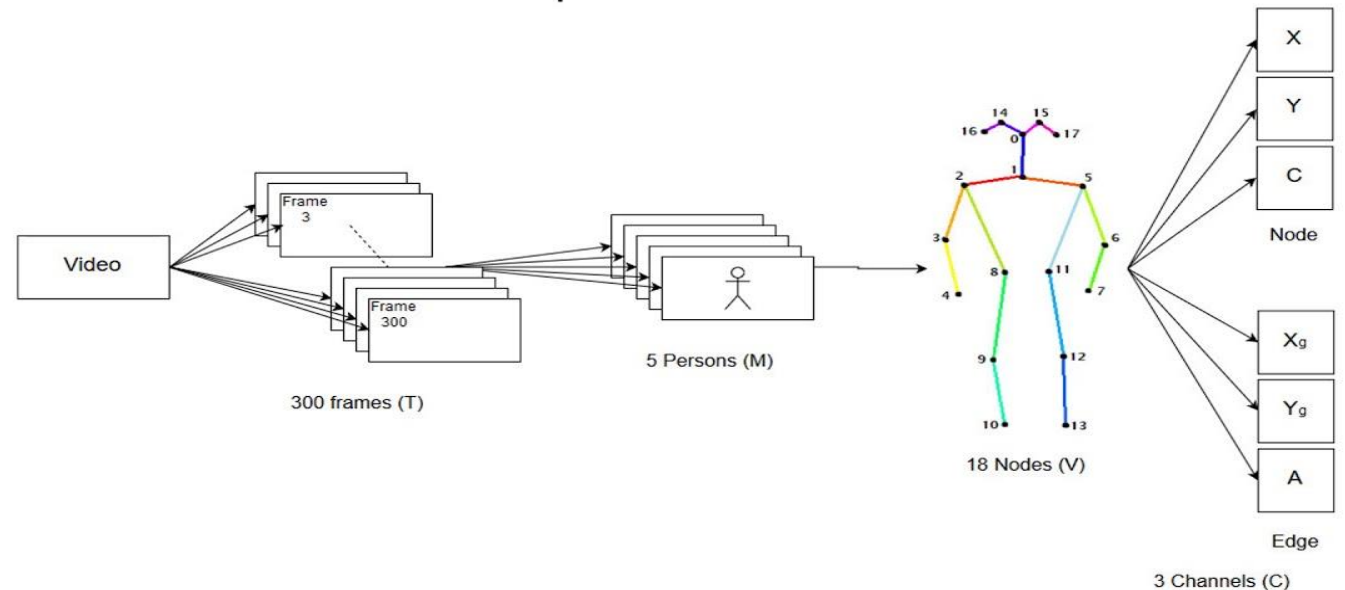 Video
Frame
3
Frame
300
300 frames (T)
5 Persons (M)
14
15
16
0
17
2
1
5
3
6
8
11
4
7
9
12
10
13
18 Nodes (V)
X
Y
C
Node
Xg
Yg
A
Edge
3 Channels (C)